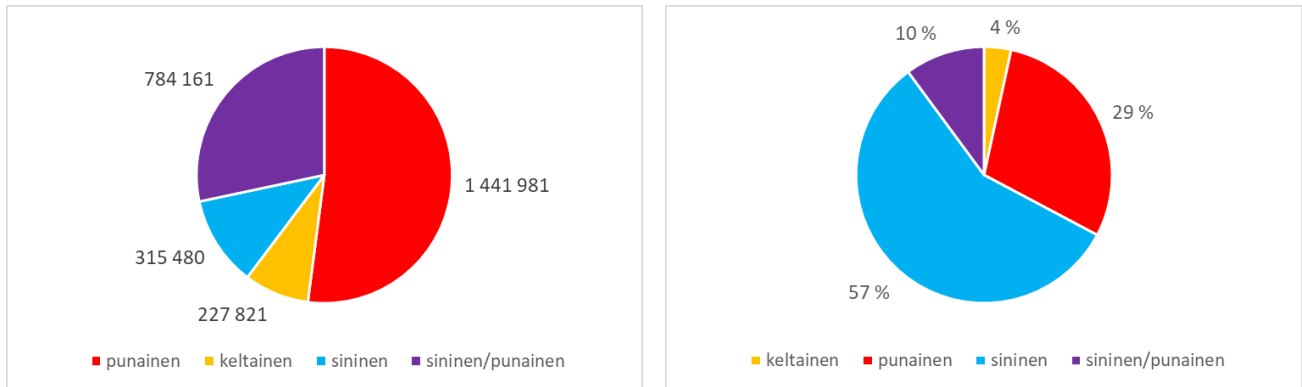 784 161
1 441 981
315 480
227 821
punainen keltainen sininen sininen/punainen
10 %
4 %
29 %
57 %
keltainen punainen sininen sininen/punainen